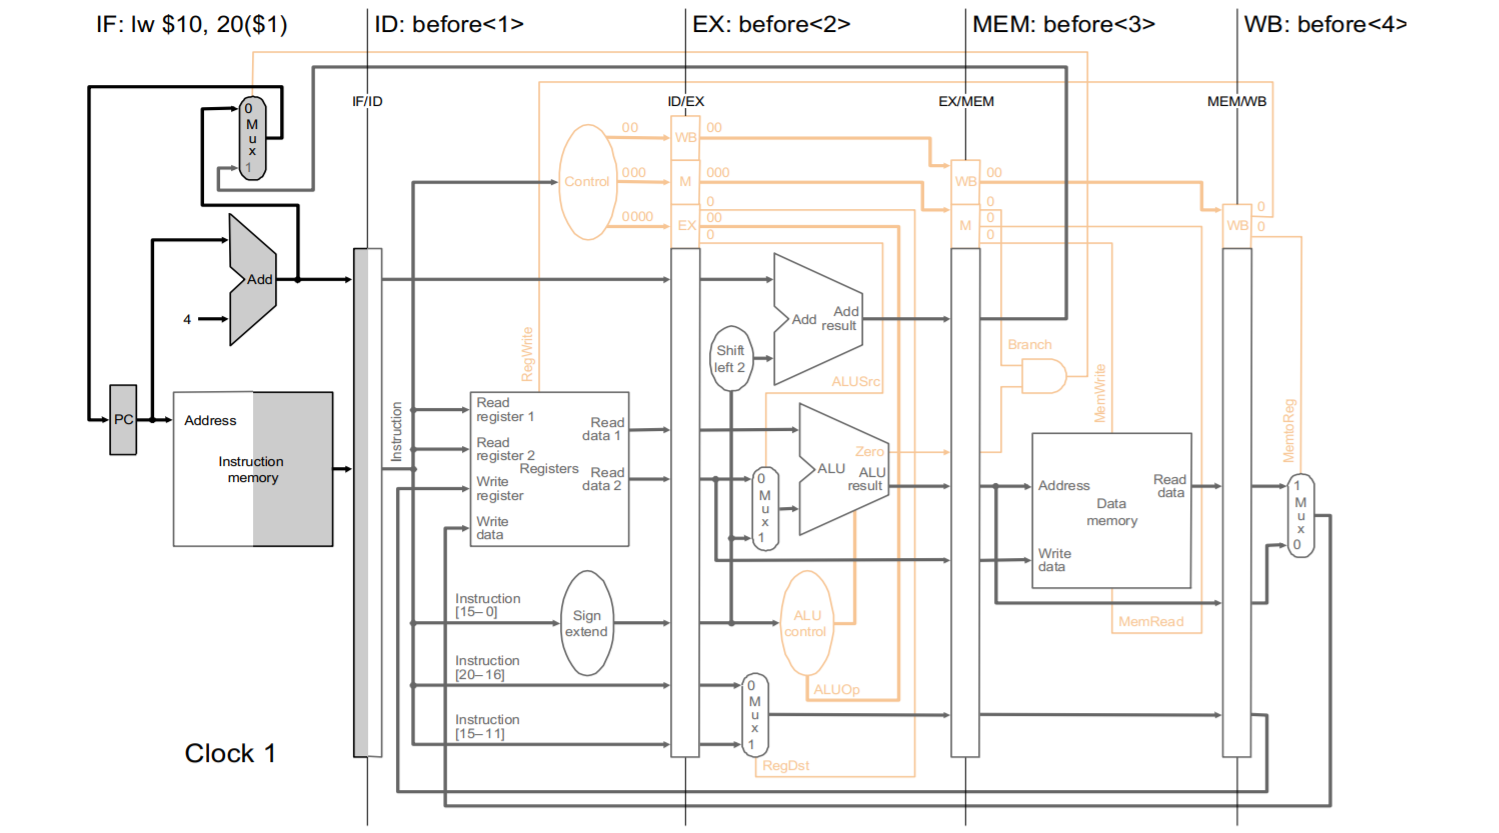 IF: lw $10, 20($1)
ID: before<1>
EX: before<2>
MEM: before<3>
WB: before<4>
IF/ID
ID/EX
EX/MEM
MEM/WB
0
M
u
x
1
Add
4
PC
Address
Instruction
memory
Clock 1
Instruction
Control
00
000
0000
WB
M
EX
00
000
0
00
0
RegWrite
Read
register 1
Read
register 2
Write
register
Write
data
Registers
Read
data 1
Read
data 2
Instruction
[15–0]
Sign
extend
Instruction
[20–16]
Instruction
[15–11]
Add
Add
result
Shift
left 2
ALUSrc
ALU
Zero
ALU
result
0
M
u
x
1
ALU
control
ALUOp
0
M
u
x
1
RegDst
WB
M
00
0
0
0
Branch
MemWrite
Address
Data
memory
Read
data
Write
data
MemRead
WB
0
0
MemtoReg
1
M
u
x
0